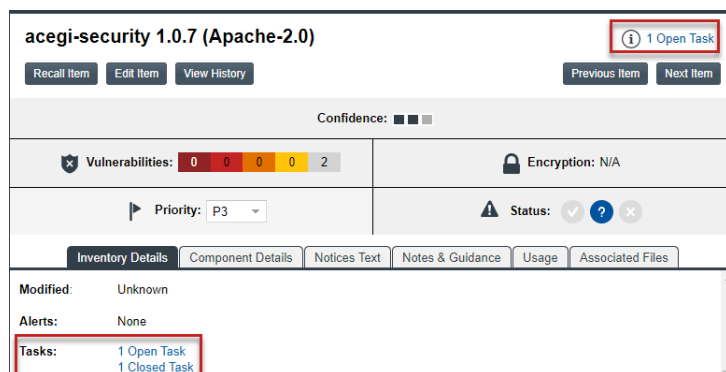 acegi-security 1.0.7 (Apache-2.0)
i 1 Open Task
Recall Item Edit Item View History Previous Item Next Item
Confidence:
Vulnerabilities: 0 0 0 0 2 Encryption: N/A
Priority: P3 Status: ?
Inventory Details Component Details Notices Text Notes & Guidance Usage Associated Files
Modified: Unknown
Alerts: None
Tasks: 1 Open Task
1 Closed Task